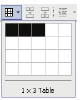 1 x 3 Table